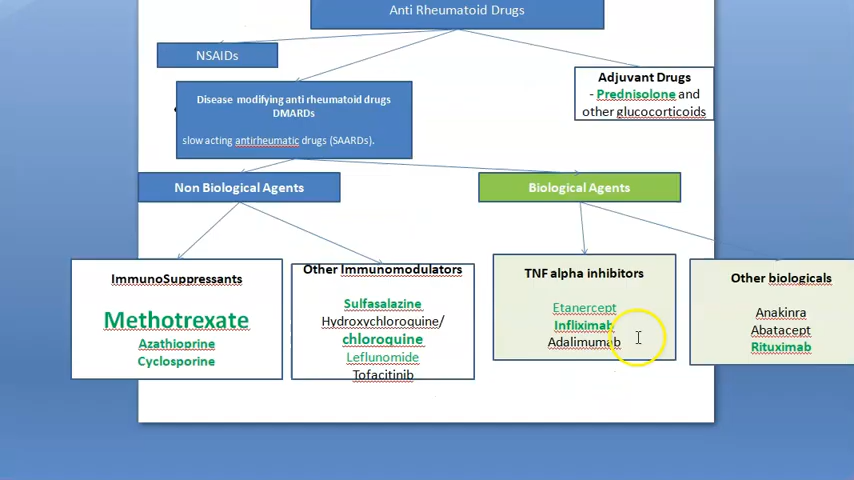 Anti Rheumatoid Drugs
NSAIDs
Adjuvant Drugs
- Prednisolone and
other glucocorticoids
Disease modifying anti rheumatoid drugs
DMARDs
slow acting antirheumatic drugs (SAARDs).
Non Biological Agents
Biological Agents
ImmunoSuppressants
Methotrexate
Azathioprine
Cyclosporine
Other Immunomodulators
Sulfasalazine
Hydroxychloroquine/
chloroquine
Leflunomide
Tofacitinib
TNF alpha inhibitors
Etanercept
Infliximab
Adalimumab
Other biologicals
Anakinra
Abatacept
Rituximab